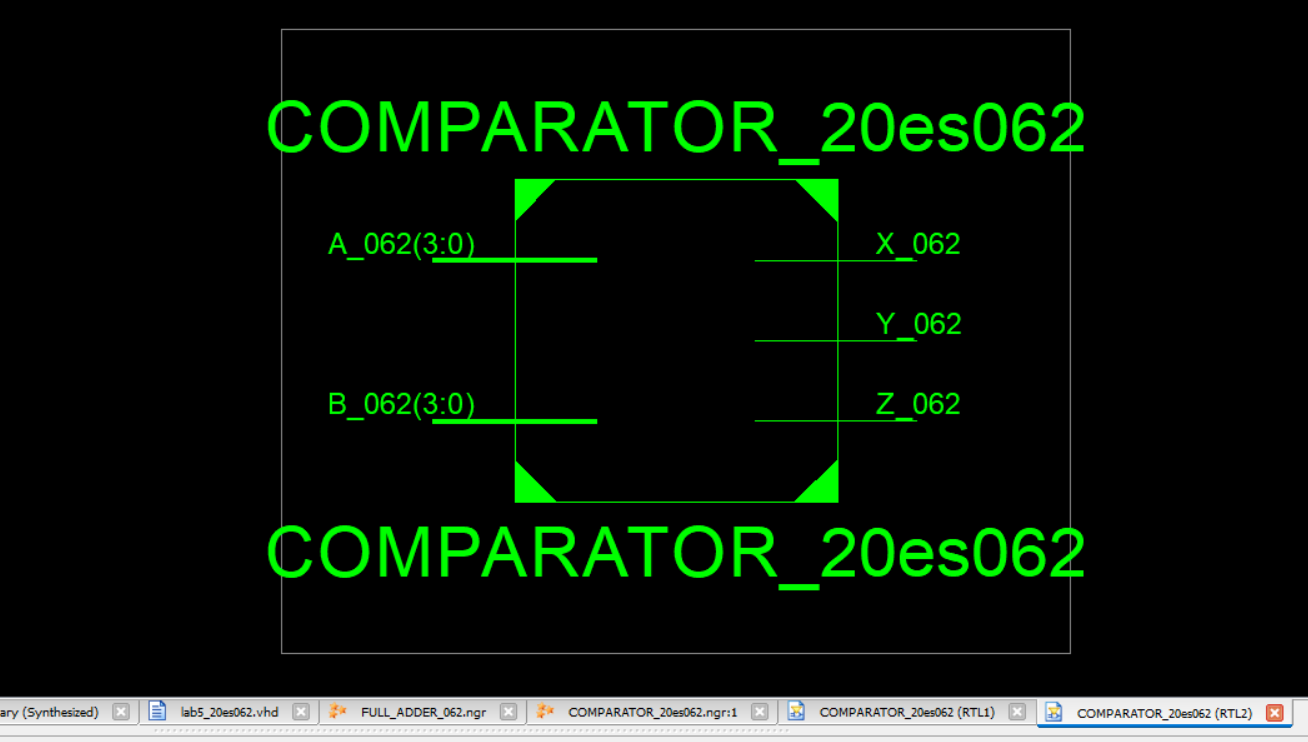 COMPARATOR_20es062
A_062(3:0) X_062
Y_062
B_062(3:0) Z_062
COMPARATOR_20es062
ary (Synthesized) lab5_20es062.vhd FULL_ADDER_062.ngr COMPARATOR_20es062.ngr:1 COMPARATOR_20es062 (RTL1) COMPARATOR_20es062 (RTL2)